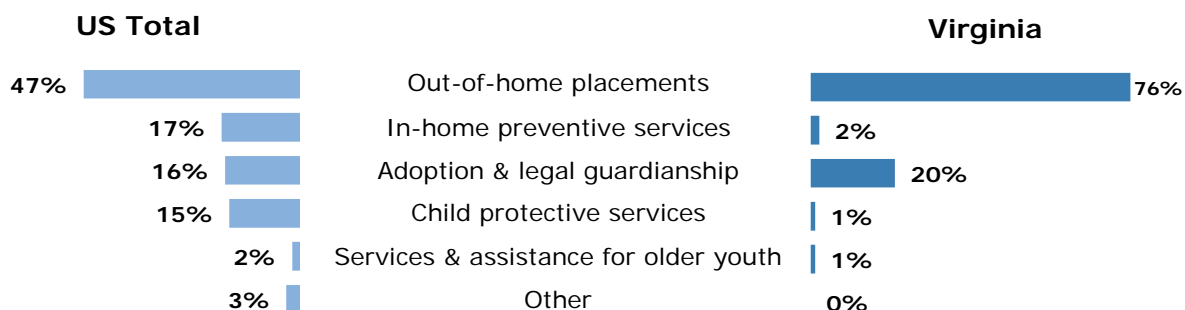 US Total Virginia
47% Out-of-home placements 76%
17% In-home preventive services 2%
16% Adoption & legal guardianship 20%
15% Child protective services 1%
2% Services & assistance for older youth 1%
3% Other 0%